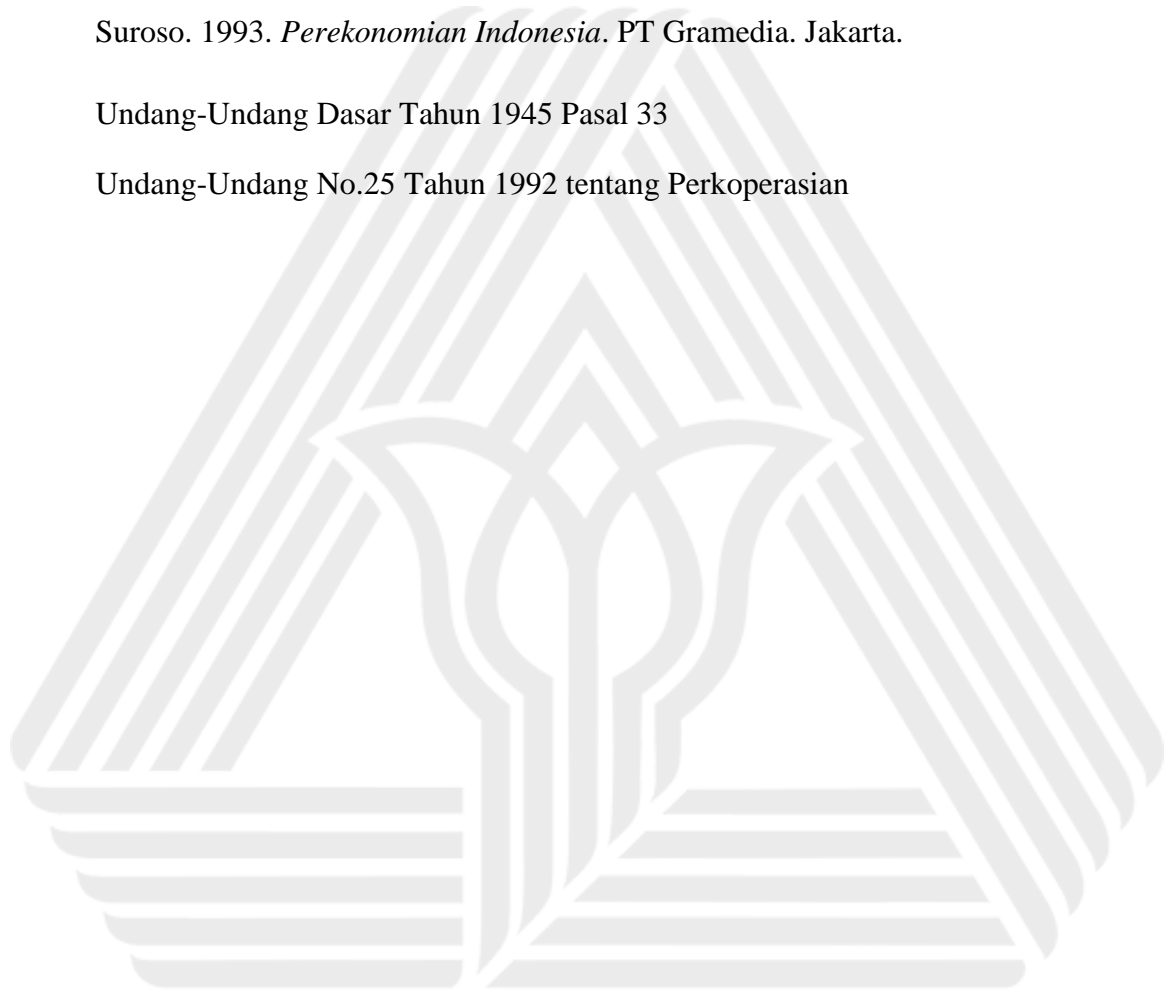 Suroso. 1993. Perekonomian Indonesia. PT Gramedia. Jakarta.
Undang-Undang Dasar Tahun 1945 Pasal 33
Undang-Undang No.25 Tahun 1992 tentang Perkoperasian